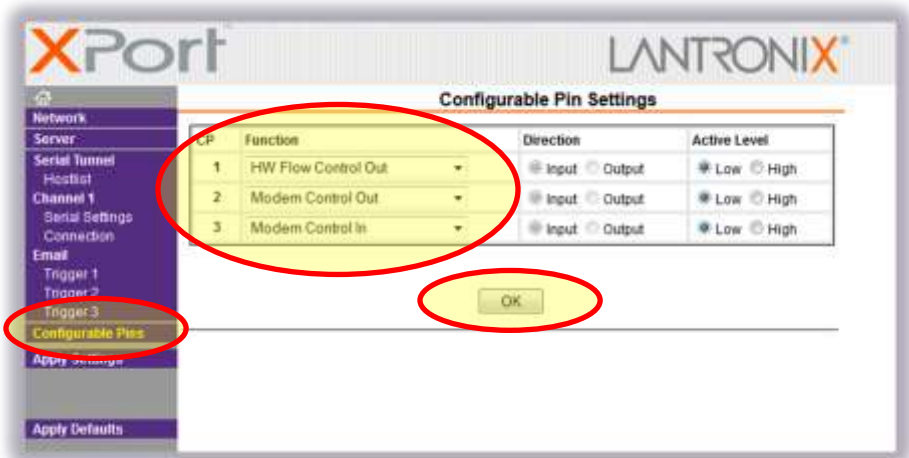 XPort
LANTRONIX
Configurable Pin Settings
Network
Server
Serial Tunnel
Hostlist
Channel 1
Serial Settings
Connection
Email
Trigger 1
Trigger 2
Trigger 3
Configurable Pins
Apply Settings
Apply Defaults
CP Function Direction Active Level
1 HW Flow Control Out Input Output Low High
2 Modem Control Out Input Output Low High
3 Modem Control In Input Output Low High
OK